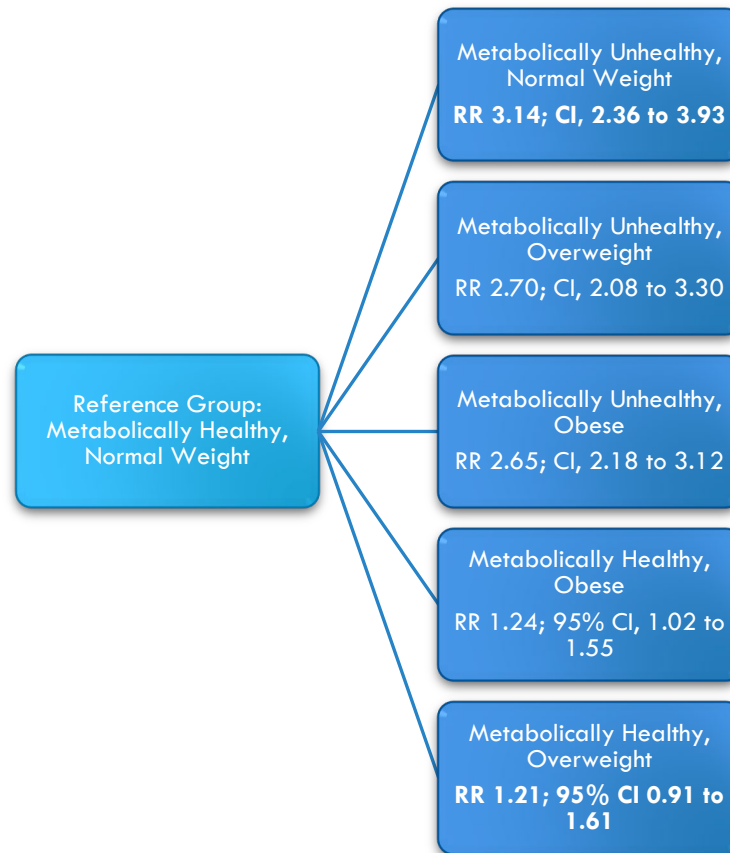 Metabolically Unhealthy,
Normal Weight
RR 3.14; CI, 2.36 to 3.93
Metabolically Unhealthy,
Overweight
RR 2.70; CI, 2.08 to 3.30
Reference Group:
Metabolically Healthy,
Normal Weight
Metabolically Unhealthy,
Obese
RR 2.65; CI, 2.18 to 3.12
Metabolically Healthy,
Obese
RR 1.24; 95% CI, 1.02 to
1.55
Metabolically Healthy,
Overweight
RR 1.21; 95% CI 0.91 to
1.61